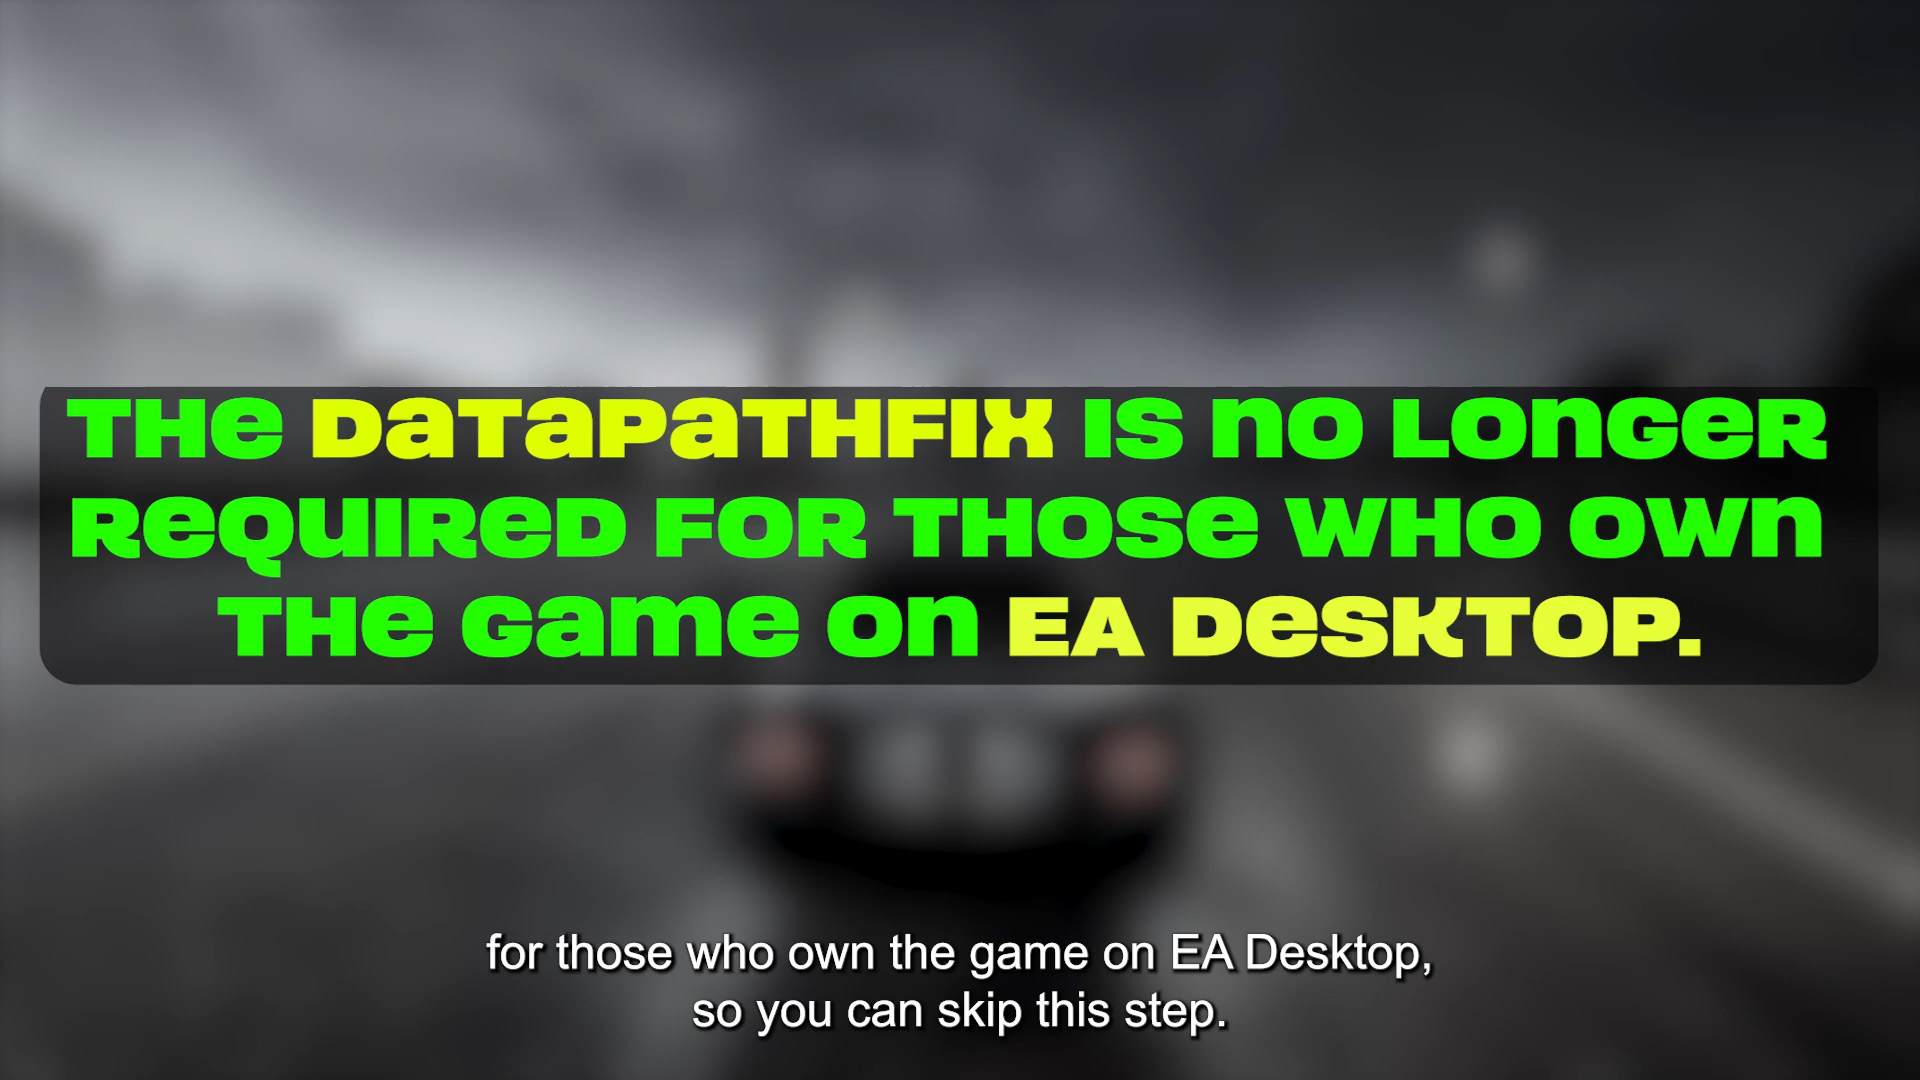 THE DATAPATHFIX IS NO LONGER
REQUIRED FOR THOSE WHO OWN
THE GAME ON EA DESKTOP.
for those who own the game on EA Desktop,
so you can skip this step.